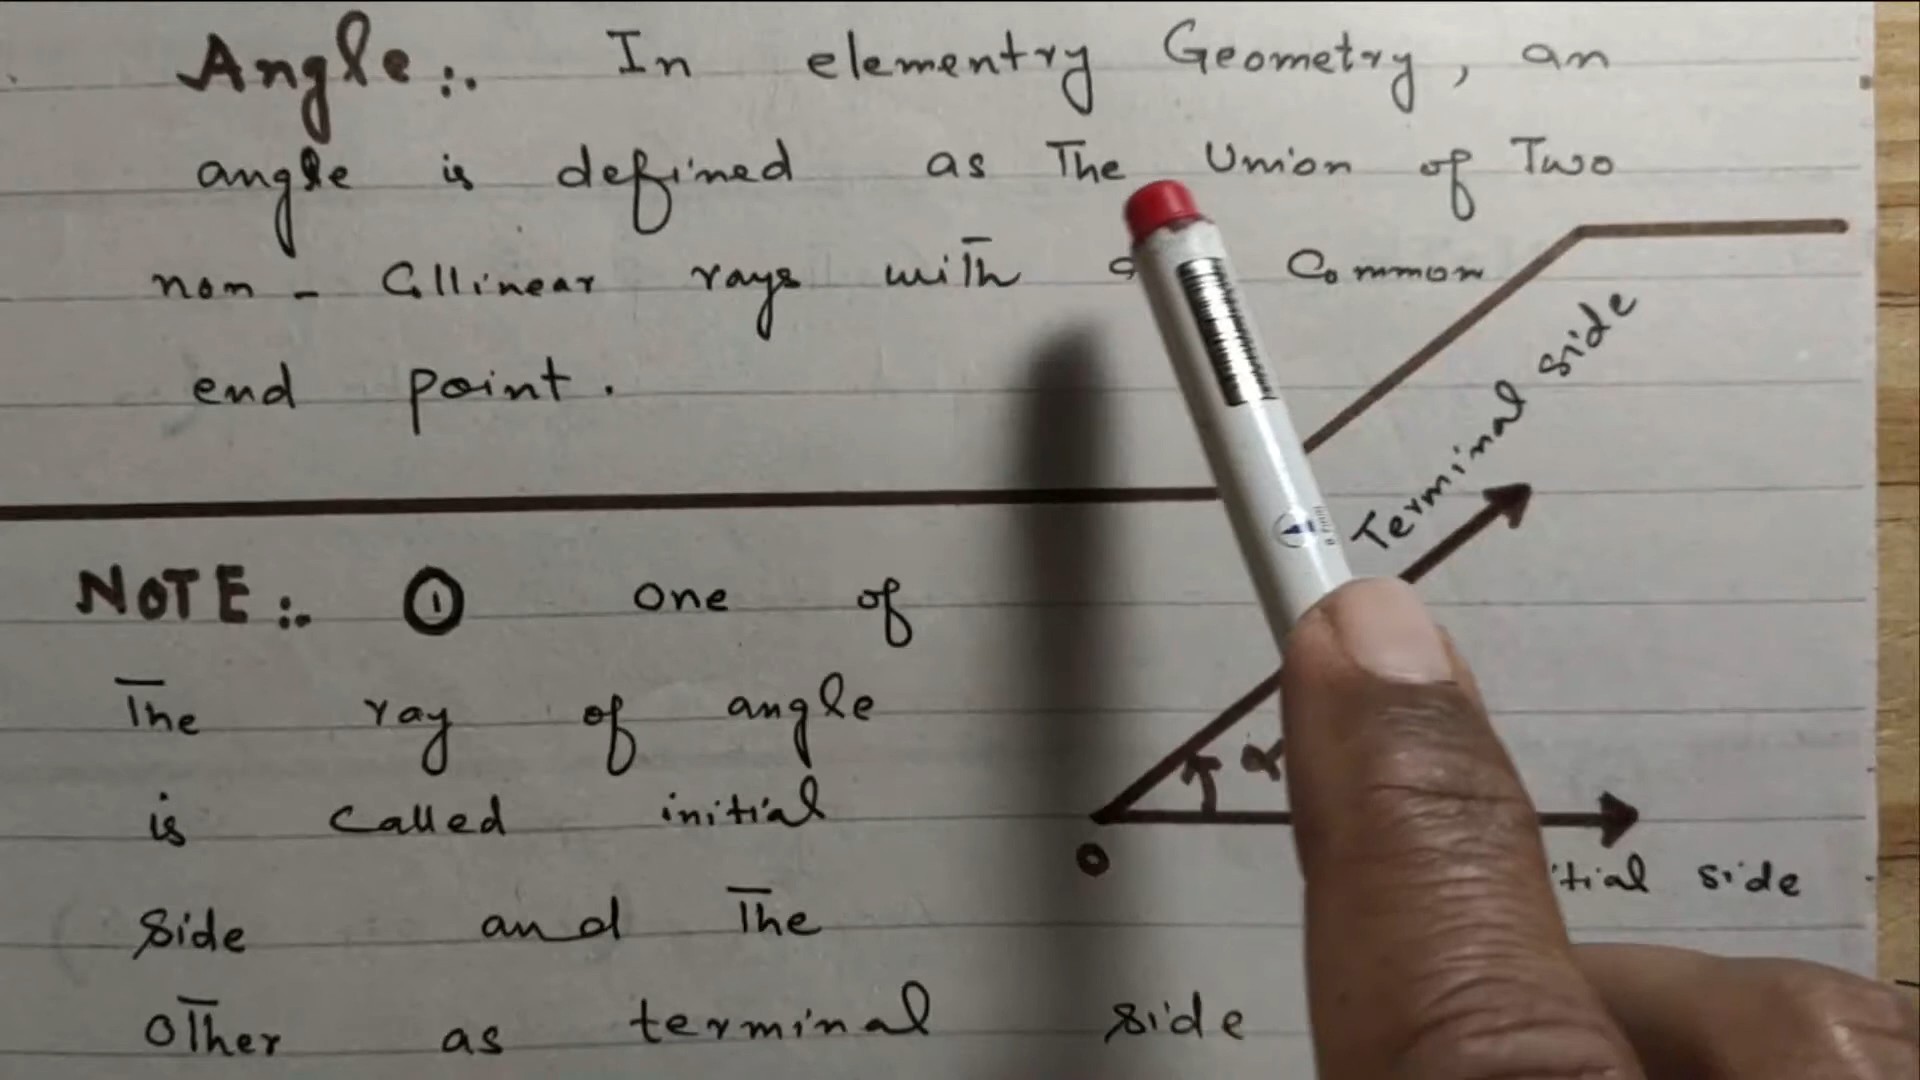 Angle:. In elementry Geometry, an
angle is defined as The Union of Two
non - Collinear rays with a Common
end point.
NOTE:. ① One of
The ray of angle
is Called initial
side and The
other as terminal side
Terminal side
α
O
side